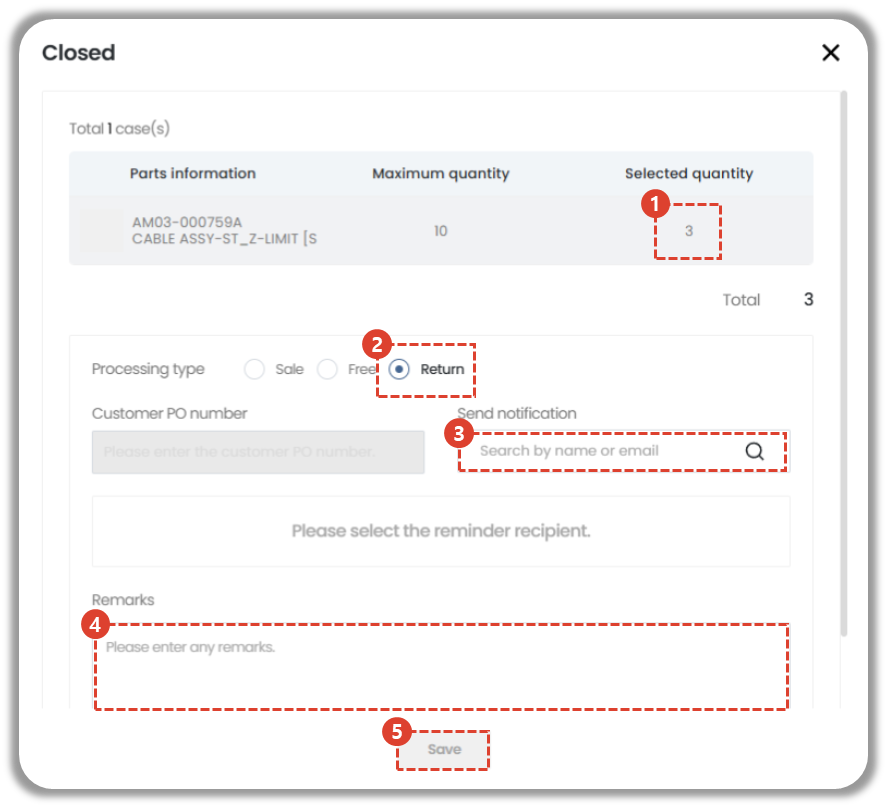 Closed
Total 1 case(s)
Parts information Maximum quantity Selected quantity
1
AM03-000759A
CABLE ASSY-ST_Z-LIMIT [S 10 3
Total 3
2
Processing type Sale Free Return
Customer PO number Send notification
3
Please enter the customer PO number. Search by name or email
Please select the reminder recipient.
Remarks
4
Please enter any remarks.
5
Save